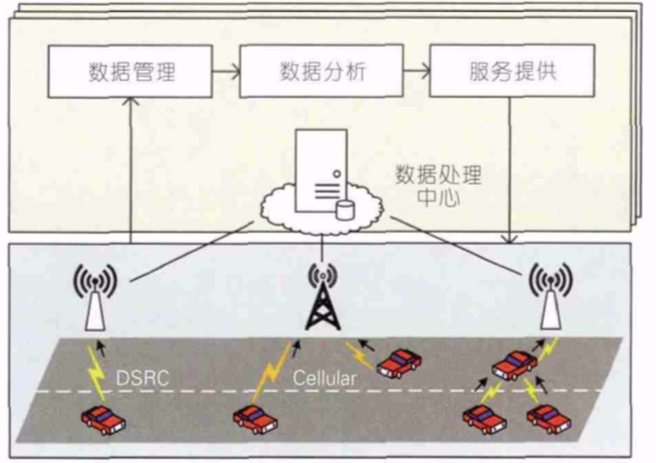 数据管理
数据分析
服务提供
数据处理
中心
DSRC
Cellular